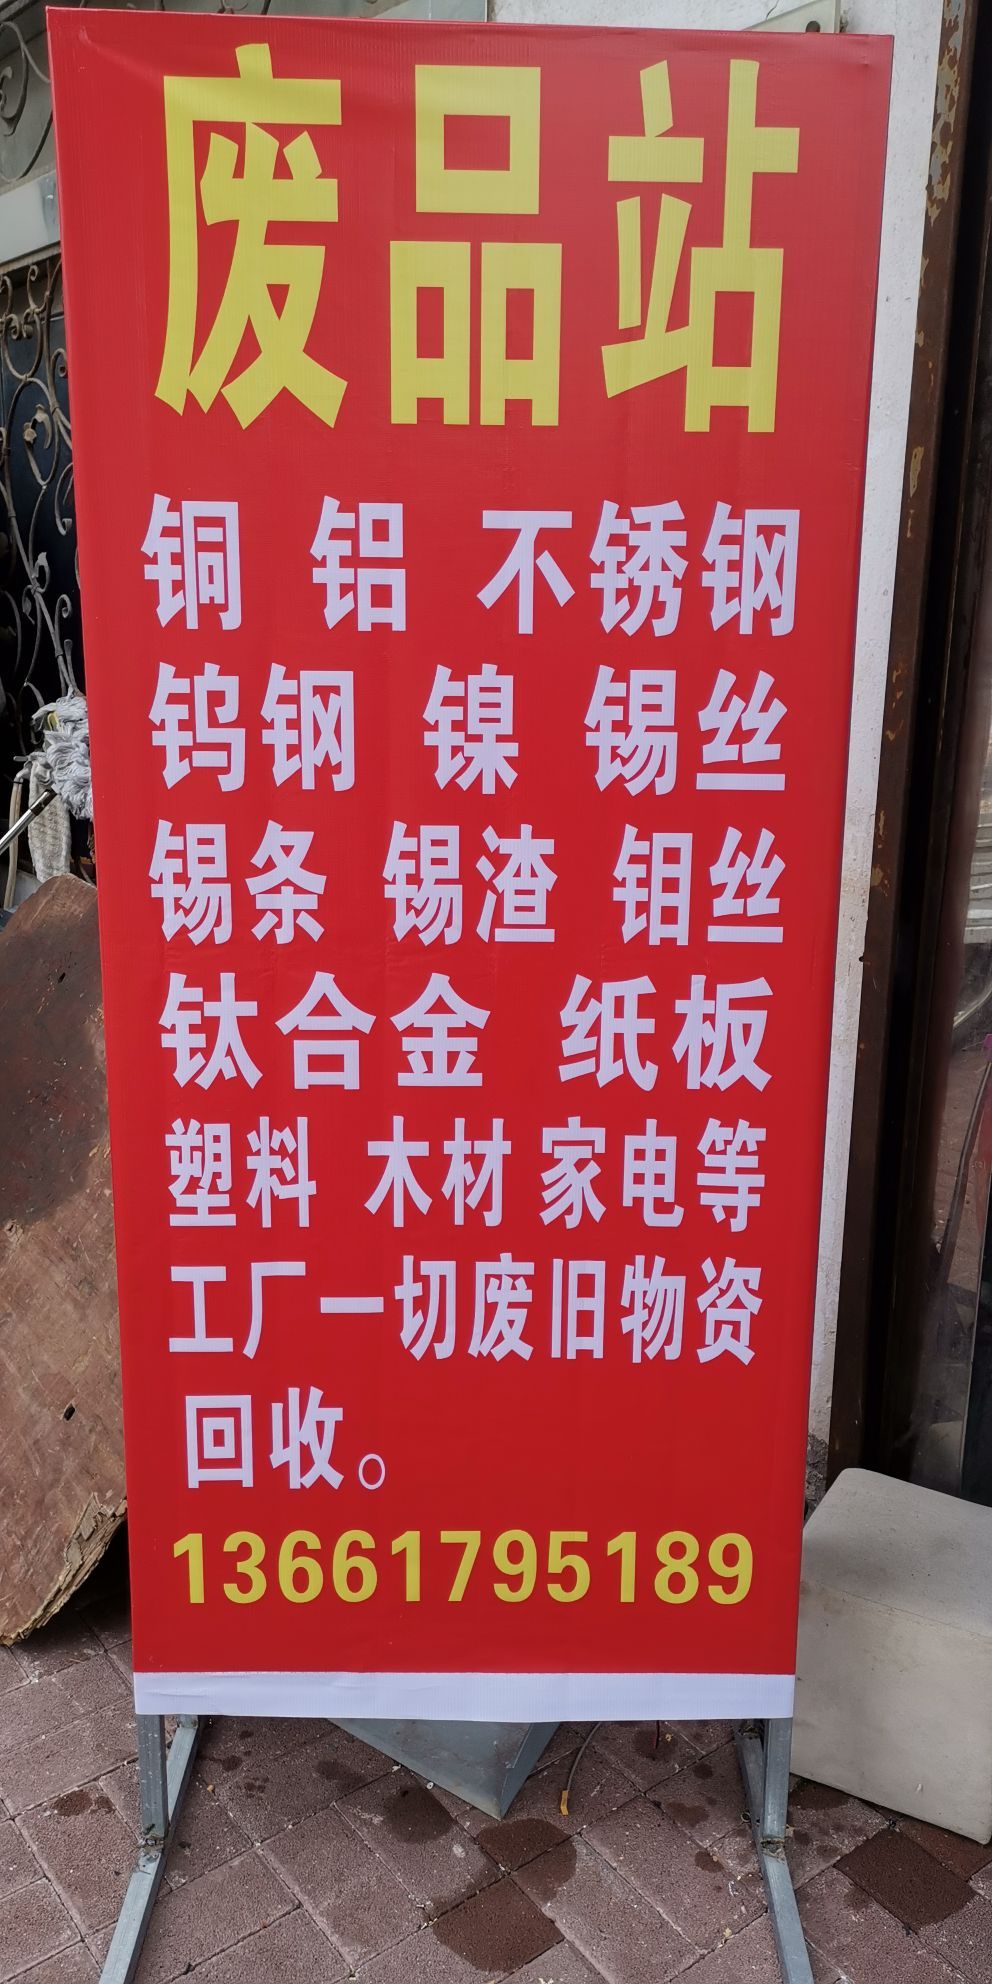 废品站
铜 铝 不锈钢
钨钢 镍 锡丝
锡条 锡渣 钼丝
钛合金 纸板
塑料 木材 家电等
工厂一切废旧物资
回收。
13661795189